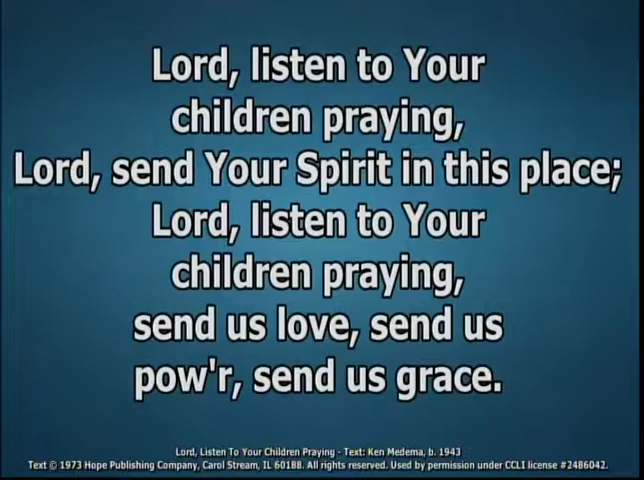 Lord, listen to Your
children praying,
Lord, send Your Spirit in this place;
Lord, listen to Your
children praying,
send us love, send us
pow'r, send us grace.
Lord, Listen To Your Children Praying - Text: Ken Medema, b. 1943
Text © 1973 Hope Publishing Company, Carol Stream, IL 60188. All rights reserved. Used by permission under CCLI license #2486042.